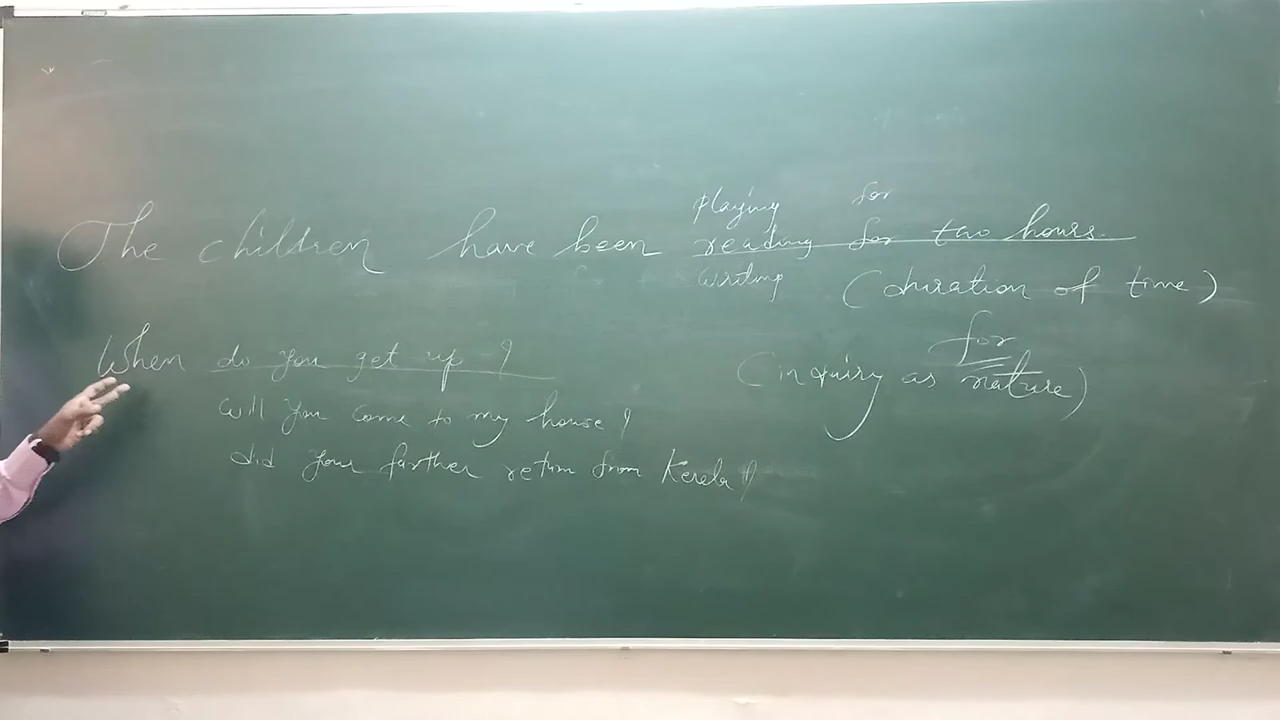 playing for
The children have been reading for two hours.
writing (duration of time)
for
When do you get up? (inquiry as nature)
will you come to my house?
did your farther return from Kerela?